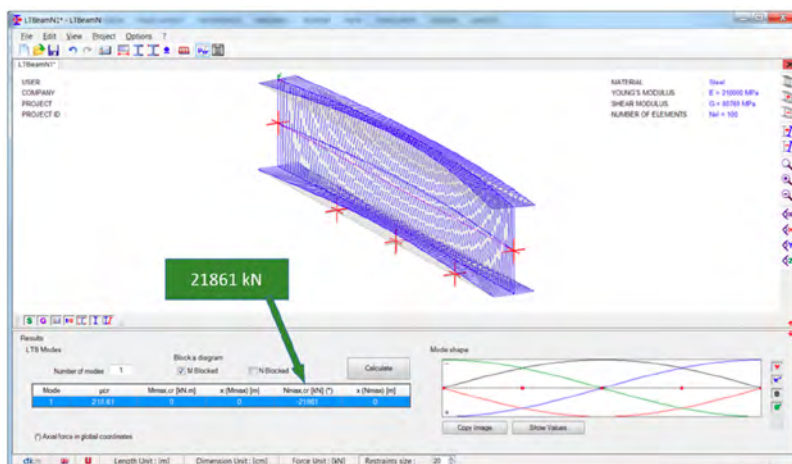 LTBeamN1* - LTBeamN
File Edit View Project Options ?
LTBeamN1*
USER :
COMPANY :
PROJECT :
PROJECT ID :
MATERIAL : Steel
YOUNG'S MODULUS : E = 210000 MPa
SHEAR MODULUS : G = 80769 MPa
NUMBER OF ELEMENTS : Nel = 100
21861 kN
S G
Results
LTB Modes
Number of modes 1
Block a diagram
M Blocked
N Blocked
Calculate
Mode shape
Mode µcr Mmax,cr [kN.m] x (Mmax) [m] Nmax,cr [kN] (*) x (Nmax) [m]
1 218.61 0 0 -21861 0
Copy Image
Show Values
(*) Axial force in global coordinates
Length Unit : [m] Dimension Unit : [cm] Force Unit : [kN] Restraints size : 20